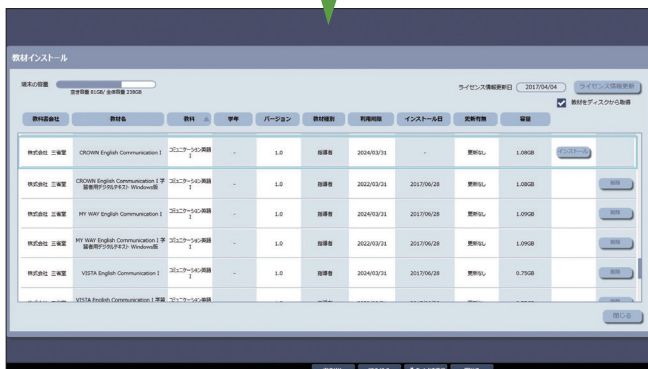 教材インストール
端末の容量
空き容量 81GB/ 全体容量 238GB
ライセンス情報更新日 2017/04/04 ライセンス情報更新
教材をディスクから取得
教科書会社 教材名 教科 学年 バージョン 教材種別 利用期限 インストール日 更新有無 容量
株式会社 三省堂 CROWN English Communication I コミュニケーション英語 I - 1.0 指導者 2024/03/31 - 更新なし 1.08GB インストール
株式会社 三省堂 CROWN English Communication I 学習者用デジタルテキスト Windows版 コミュニケーション英語 I - 1.0 指導者 2022/03/31 2017/06/28 更新なし 1.08GB 削除
株式会社 三省堂 MY WAY English Communication I コミュニケーション英語 I - 1.0 指導者 2024/03/31 2017/06/28 更新なし 1.09GB 削除
株式会社 三省堂 MY WAY English Communication I 学習者用デジタルテキスト Windows版 コミュニケーション英語 I - 1.0 指導者 2022/03/31 2017/06/28 更新なし 1.09GB 削除
株式会社 三省堂 VISTA English Communication I コミュニケーション英語 I - 1.0 指導者 2024/03/31 2017/06/28 更新なし 0.75GB 削除
VISTA English Communication I 学習 コミュニケーション英語
閉じる